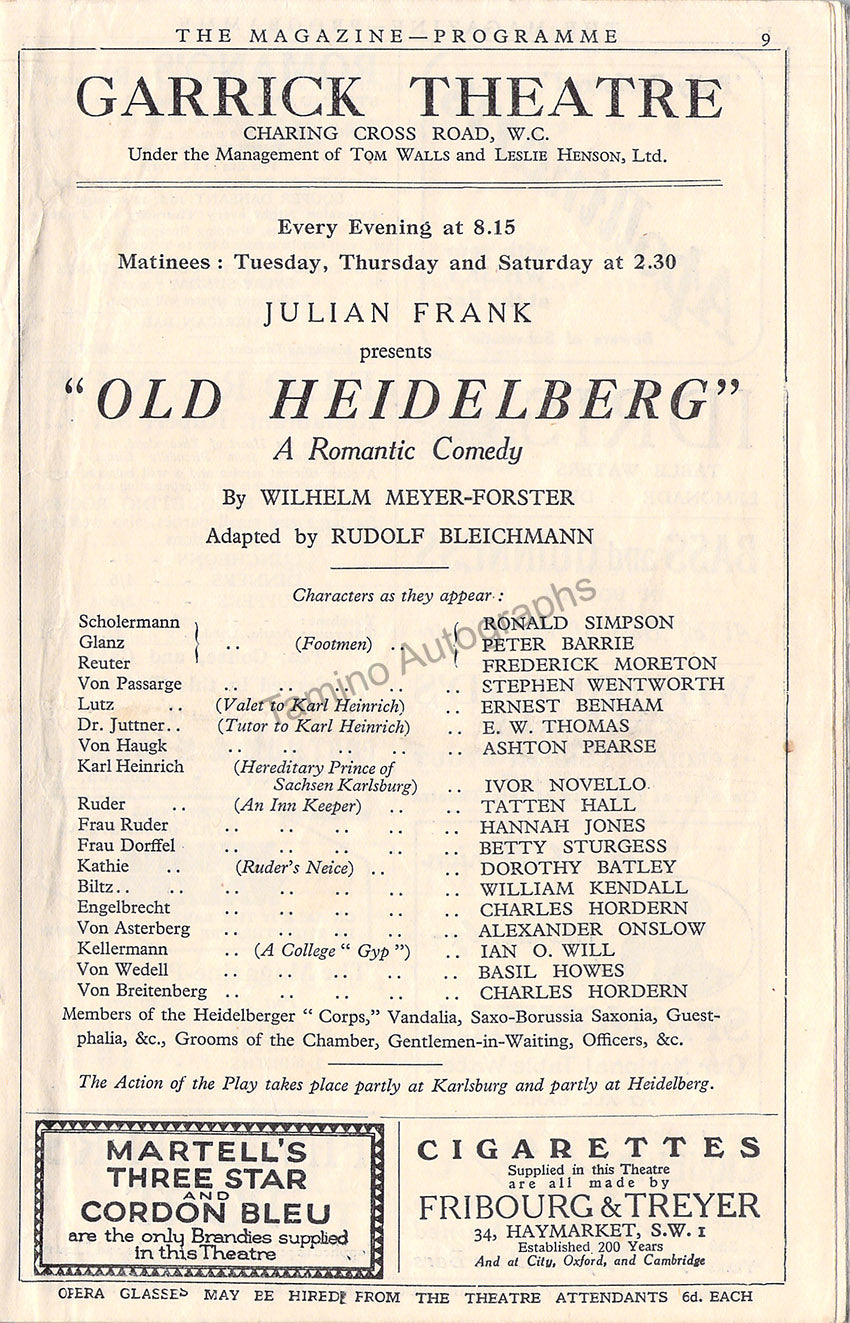 THE MAGAZINE—PROGRAMME 9
GARRICK THEATRE
CHARING CROSS ROAD, W.C.
Under the Management of TOM WALLS and LESLIE HENSON, Ltd.
Every Evening at 8.15
Matinees : Tuesday, Thursday and Saturday at 2.30
JULIAN FRANK
presents
"OLD HEIDELBERG"
A Romantic Comedy
By WILHELM MEYER-FORSTER
Adapted by RUDOLF BLEICHMANN
Characters as they appear :
Scholermann RONALD SIMPSON
Glanz .. (Footmen) .. PETER BARRIE
Reuter FREDERICK MORETON
Von Passarge .. .. .. .. .. STEPHEN WENTWORTH
Lutz .. (Valet to Karl Heinrich) .. ERNEST BENHAM
Dr. Juttner.. (Tutor to Karl Heinrich) .. E. W. THOMAS
Von Haugk .. .. .. .. .. ASHTON PEARSE
Karl Heinrich (Hereditary Prince of
Sachsen Karlsburg) .. IVOR NOVELLO
Ruder .. (An Inn Keeper) .. .. TATTEN HALL
Frau Ruder .. .. .. .. .. HANNAH JONES
Frau Dorffel .. .. .. .. .. BETTY STURGESS
Kathie .. (Ruder's Neice) .. .. DOROTHY BATLEY
Biltz.. .. .. .. .. .. .. WILLIAM KENDALL
Engelbrecht .. .. .. .. .. CHARLES HORDERN
Von Asterberg .. .. .. .. .. ALEXANDER ONSLOW
Kellermann .. (A College " Gyp ") .. IAN O. WILL
Von Wedell .. .. .. .. .. BASIL HOWES
Von Breitenberg .. .. .. .. .. CHARLES HORDERN
Members of the Heidelberger " Corps," Vandalia, Saxo-Borussia Saxonia, Guest-
phalia, &c., Grooms of the Chamber, Gentlemen-in-Waiting, Officers, &c.
The Action of the Play takes place partly at Karlsburg and partly at Heidelberg.
MARTELL'S
THREE STAR
AND
CORDON BLEU
are the only Brandies supplied
in this Theatre
CIGARETTES
Supplied in this Theatre
are all made by
FRIBOURG & TREYER
34, HAYMARKET, S.W. 1
Established 200 Years
And at City, Oxford, and Cambridge
OPERA GLASSES MAY BE HIRED FROM THE THEATRE ATTENDANTS 6d. EACH
Tamino Autographs